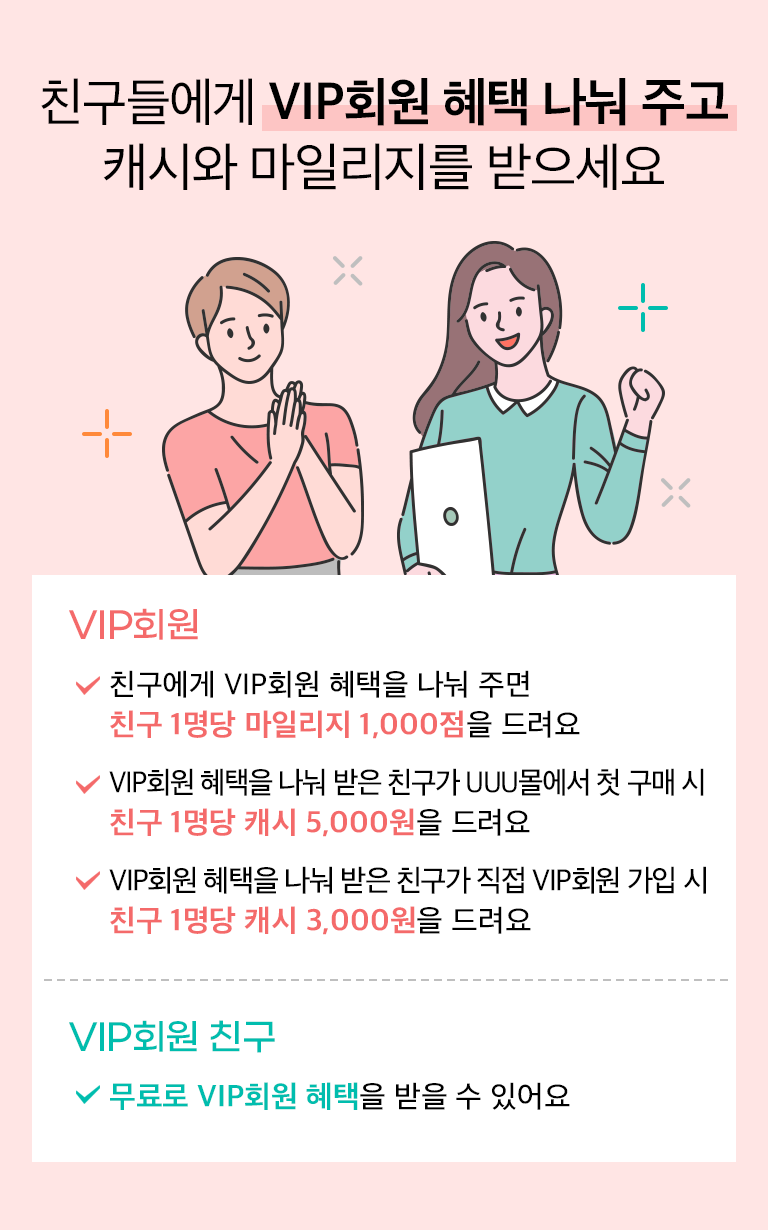 친구들에게 VIP회원 혜택 나눠 주고
캐시와 마일리지를 받으세요
VIP회원
친구에게 VIP회원 혜택을 나눠 주면
친구 1명당 마일리지 1,000점을 드려요
VIP회원 혜택을 나눠 받은 친구가 UUU몰에서 첫 구매 시
친구 1명당 캐시 5,000원을 드려요
VIP회원 혜택을 나눠 받은 친구가 직접 VIP회원 가입 시
친구 1명당 캐시 3,000원을 드려요
VIP회원 친구
무료로 VIP회원 혜택을 받을 수 있어요